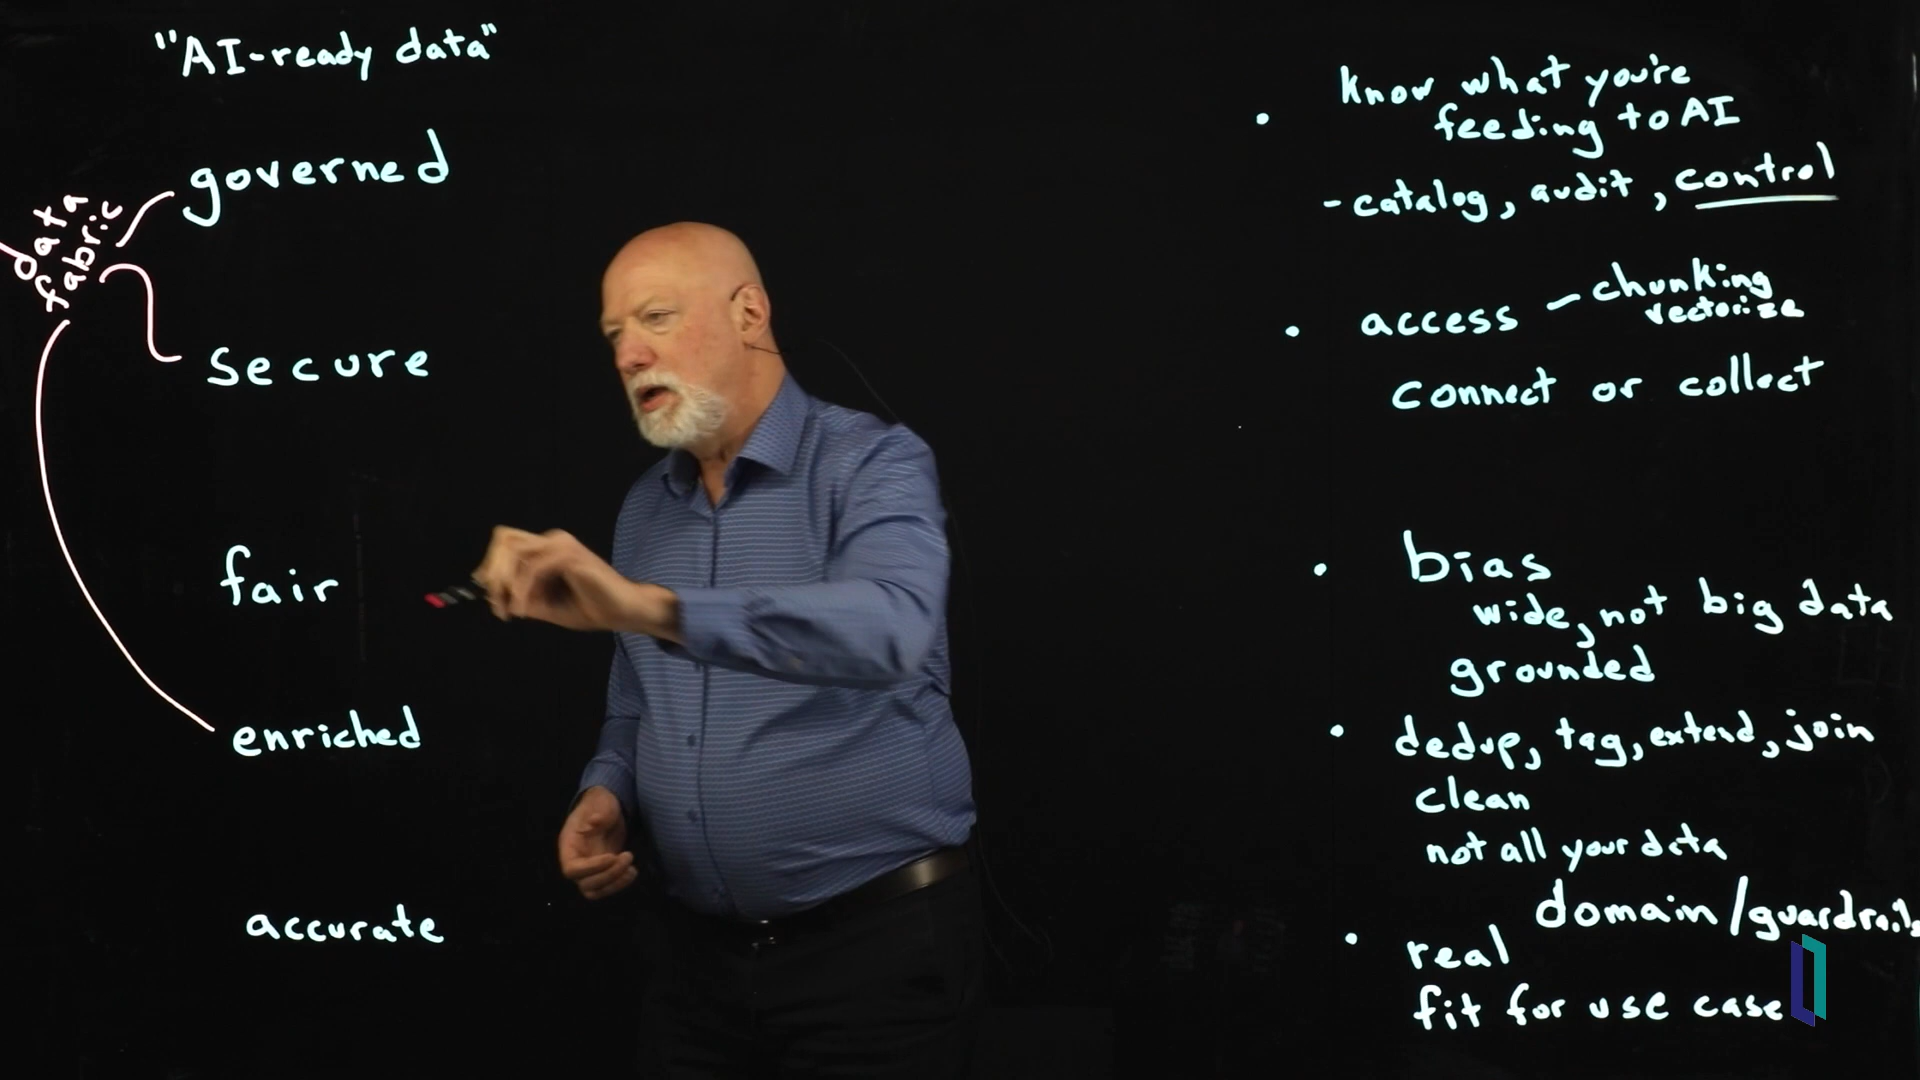 "AI-ready data"
governed
data
fabric
secure
fair
enriched
accurate
• know what you're
feeding to AI
- catalog, audit, control
• access - chunking
vectorize
connect or collect
• bias
wide, not big data
grounded
• dedup, tag, extend, join
clean
not all your data
domain/guardrails
• real
fit for use case